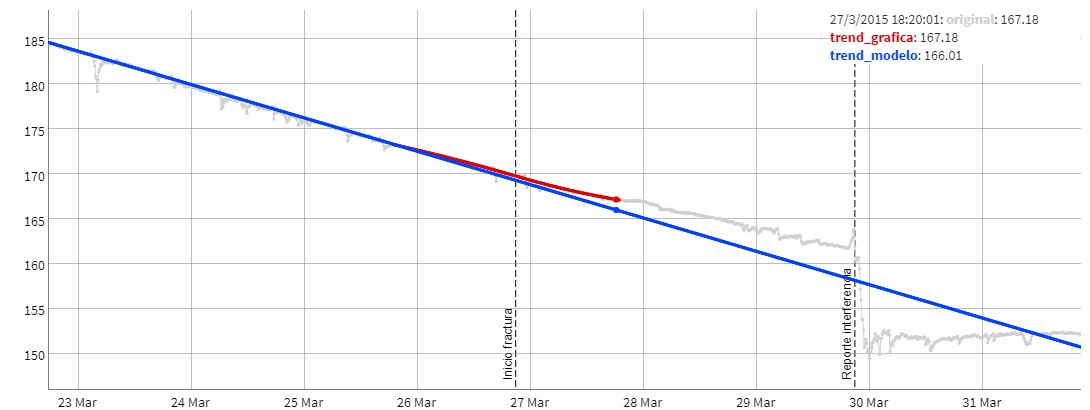 27/3/2015 18:20:01: original: 167.18
trend_grafica: 167.18
trend_modelo: 166.01
185
180
175
170
165
160
155
150
Inicio fractura
Reporte interferencia
23 Mar
24 Mar
25 Mar
26 Mar
27 Mar
28 Mar
29 Mar
30 Mar
31 Mar